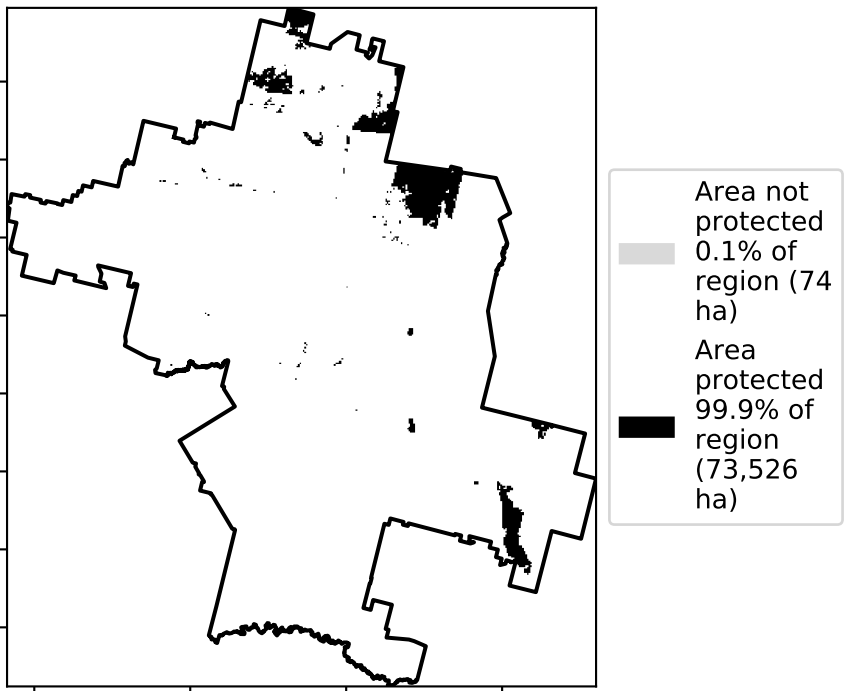 Area not
protected
0.1% of
region (74
ha)
Area
protected
99.9% of
region
(73,526
ha)